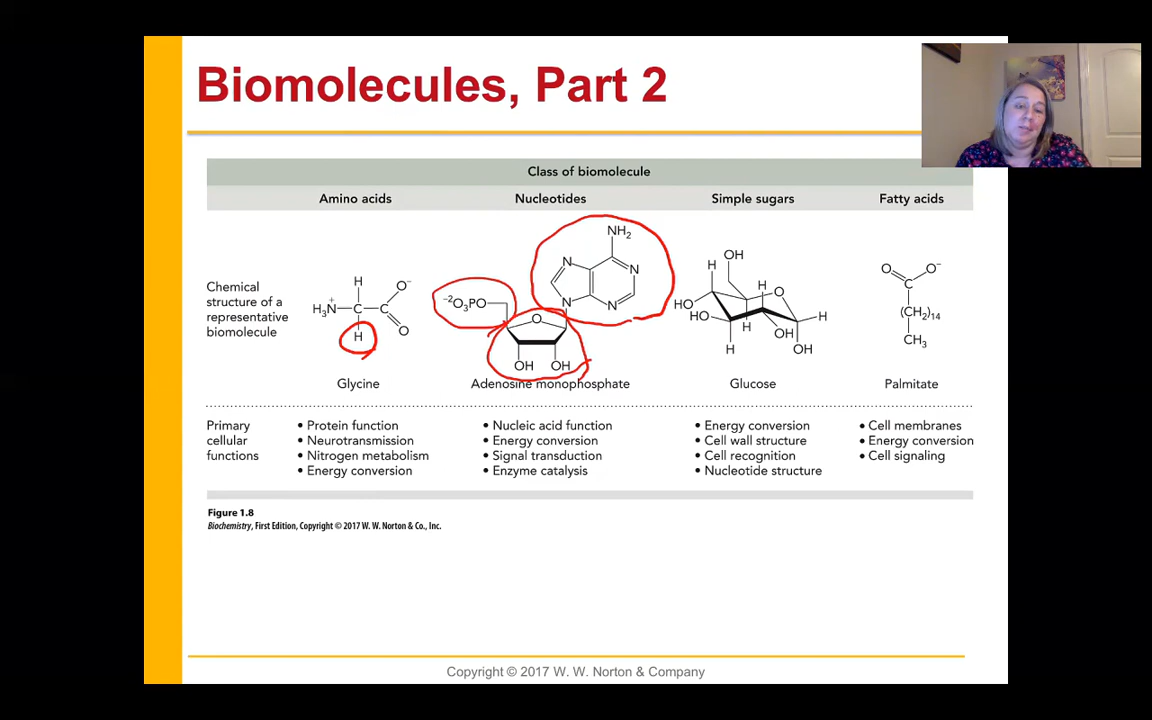 Biomolecules, Part 2
Class of biomolecule
Amino acids Nucleotides Simple sugars Fatty acids
Chemical structure of a representative biomolecule
H
H₃N⁺ C C O⁻
H O
NH₂
N N
N N
⁻²O₃PO
O
OH OH
OH
H
H O
HO
HO H H
OH
H OH
O O⁻
C
(CH₂)₁₄
CH₃
Glycine Adenosine monophosphate Glucose Palmitate
Primary
cellular
functions
• Protein function
• Neurotransmission
• Nitrogen metabolism
• Energy conversion
• Nucleic acid function
• Energy conversion
• Signal transduction
• Enzyme catalysis
• Energy conversion
• Cell wall structure
• Cell recognition
• Nucleotide structure
• Cell membranes
• Energy conversion
• Cell signaling
Figure 1.8
Biochemistry, First Edition, Copyright © 2017 W. W. Norton & Co., Inc.
Copyright © 2017 W. W. Norton & Company